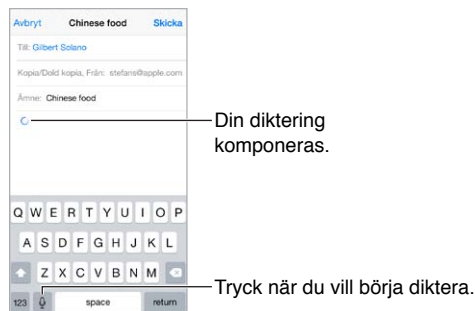 Avbryt Chinese food Skicka
Till: Gilbert Solano
Kopia/Dold kopia, Från: stefans@apple.com
Ämne: Chinese food
Din diktering
komponeras.
Q W E R T Y U I O P
A S D F G H J K L
Z X C V B N M
Tryck när du vill börja diktera.
123 space return